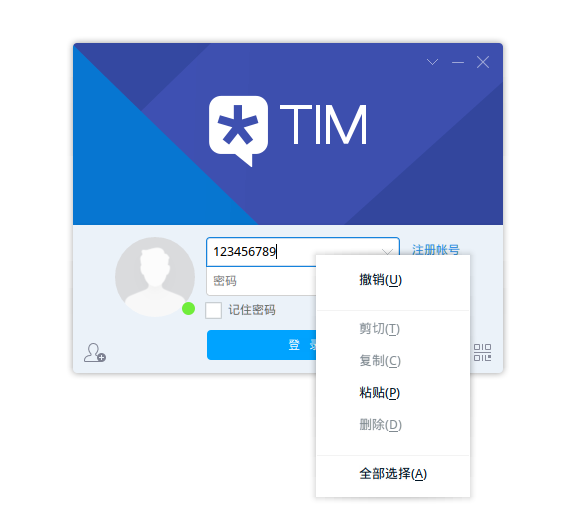 TIM
123456789
注册帐号
密码
记住密码
登
撤销(U)
剪切(T)
复制(C)
粘贴(P)
删除(D)
全部选择(A)